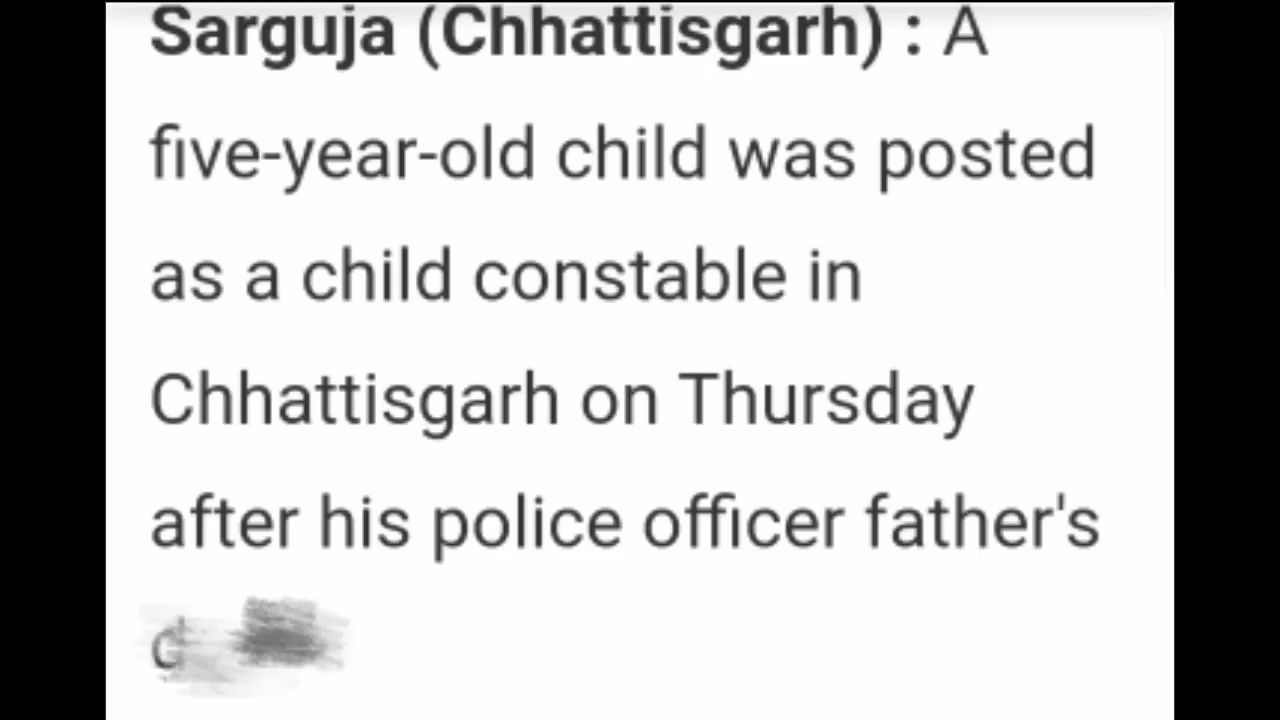 Sarguja (Chhattisgarh) : A
five-year-old child was posted
as a child constable in
Chhattisgarh on Thursday
after his police officer father's